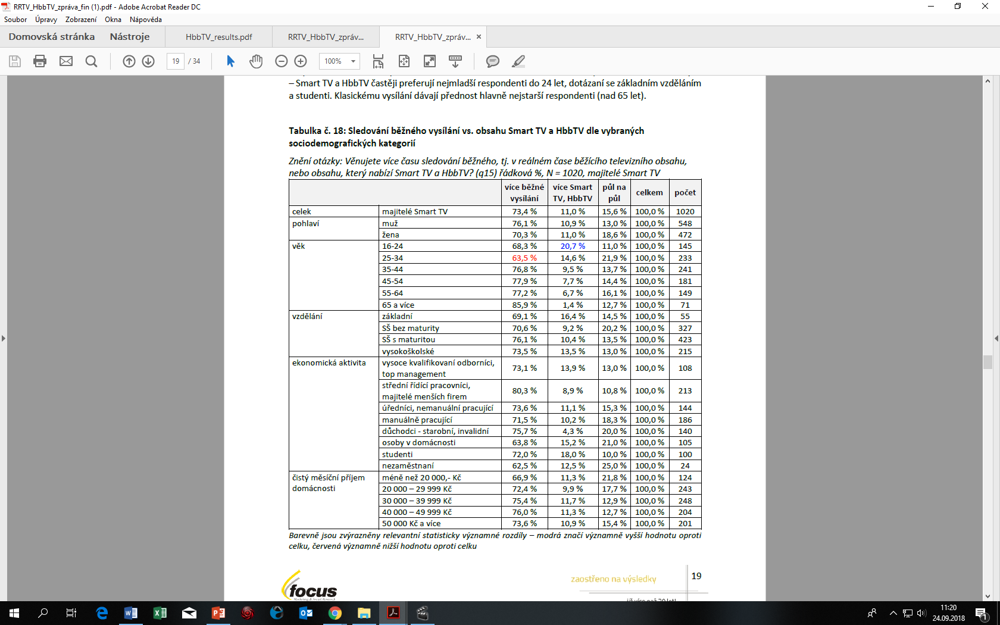 RRTV_HbbTV_zpráva_fin (1).pdf - Adobe Acrobat Reader DC
Soubor Úpravy Zobrazení Okna Nápověda
Domovská stránka Nástroje HbbTV_results.pdf RRTV_HbbTV_zpráv... RRTV_HbbTV_zpráv... ×
19 / 34 100%
– Smart TV a HbbTV častěji preferují nejmladší respondenti do 24 let, dotázaní se základním vzděláním
a studenti. Klasickému vysílání dávají přednost hlavně nejstarší respondenti (nad 65 let).
Tabulka č. 18: Sledování běžného vysílání vs. obsahu Smart TV a HbbTV dle vybraných
sociodemografických kategorií
Znění otázky: Věnujete více času sledování běžného, tj. v reálném čase běžícího televizního obsahu,
nebo obsahu, který nabízí Smart TV a HbbTV? (q15) řádková %, N = 1020, majitelé Smart TV
více běžné vysílání více Smart TV, HbbTV půl na půl celkem počet
celek majitelé Smart TV 73,4 % 11,0 % 15,6 % 100,0 % 1020
pohlaví muž 76,1 % 10,9 % 13,0 % 100,0 % 548
žena 70,3 % 11,0 % 18,6 % 100,0 % 472
věk 16-24 68,3 % 20,7 % 11,0 % 100,0 % 145
25-34 63,5 % 14,6 % 21,9 % 100,0 % 233
35-44 76,8 % 9,5 % 13,7 % 100,0 % 241
45-54 77,9 % 7,7 % 14,4 % 100,0 % 181
55-64 77,2 % 6,7 % 16,1 % 100,0 % 149
65 a více 85,9 % 1,4 % 12,7 % 100,0 % 71
vzdělání základní 69,1 % 16,4 % 14,5 % 100,0 % 55
SŠ bez maturity 70,6 % 9,2 % 20,2 % 100,0 % 327
SŠ s maturitou 76,1 % 10,4 % 13,5 % 100,0 % 423
vysokoškolské 73,5 % 13,5 % 13,0 % 100,0 % 215
ekonomická aktivita vysoce kvalifikovaní odborníci,
top management 73,1 % 13,9 % 13,0 % 100,0 % 108
střední řídící pracovníci,
majitelé menších firem 80,3 % 8,9 % 10,8 % 100,0 % 213
úředníci, nemanuální pracující 73,6 % 11,1 % 15,3 % 100,0 % 144
manuálně pracující 71,5 % 10,2 % 18,3 % 100,0 % 186
důchodci - starobní, invalidní 75,7 % 4,3 % 20,0 % 100,0 % 140
osoby v domácnosti 63,8 % 15,2 % 21,0 % 100,0 % 105
studenti 72,0 % 18,0 % 10,0 % 100,0 % 100
nezaměstnaní 62,5 % 12,5 % 25,0 % 100,0 % 24
čistý měsíční příjem
domácnosti
méně než 20 000,- Kč 66,9 % 11,3 % 21,8 % 100,0 % 124
20 000 – 29 999 Kč 72,4 % 9,9 % 17,7 % 100,0 % 243
30 000 – 39 999 Kč 75,4 % 11,7 % 12,9 % 100,0 % 248
40 000 – 49 999 Kč 76,0 % 11,3 % 12,7 % 100,0 % 204
50 000 Kč a více 73,6 % 10,9 % 15,4 % 100,0 % 201
Barevně jsou zvýrazněny relevantní statisticky významné rozdíly – modrá značí významně vyšší hodnotu oproti
celku, červená významně nižší hodnotu oproti celku
focus
Marketing & Social Research
zaostřeno na výsledky 19
již více než 20 let!
11:20
24.09.2018
1